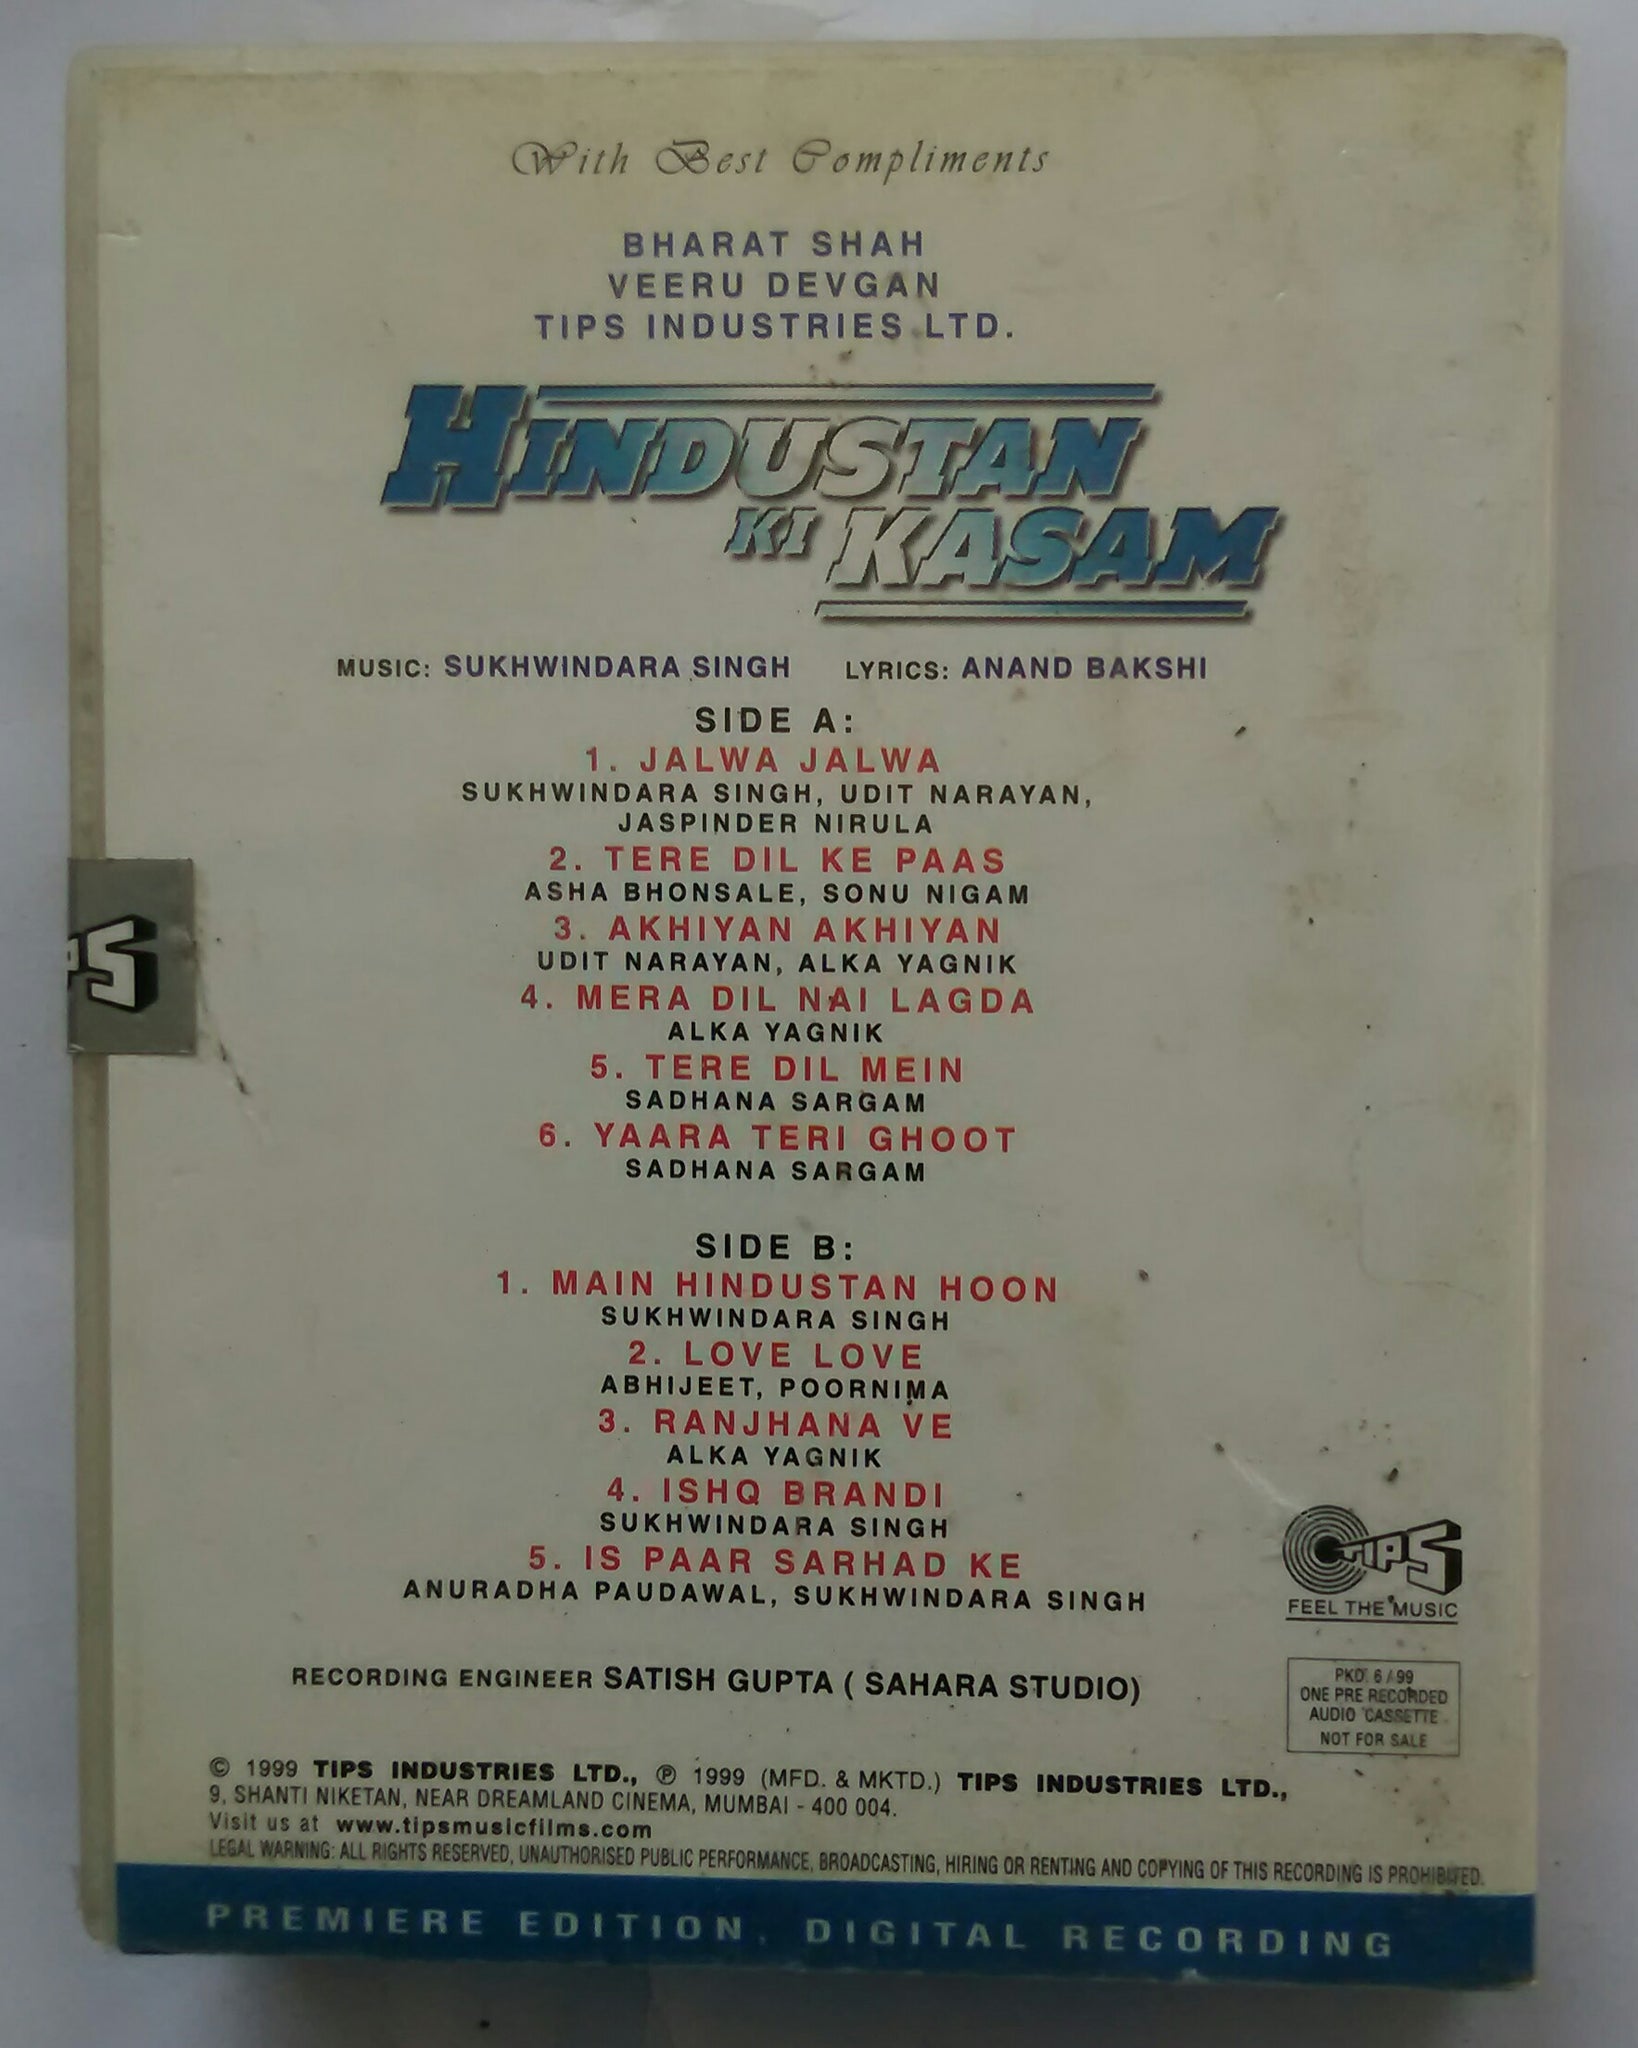 With Best Compliments
BHARAT SHAH
VEERU DEVGAN
TIPS INDUSTRIES LTD.
HINDUSTAN
KI KASAM
MUSIC: SUKHWINDARA SINGH LYRICS: ANAND BAKSHI
SIDE A:
1. JALWA JALWA
SUKHWINDARA SINGH, UDIT NARAYAN,
JASPINDER NIRULA
2. TERE DIL KE PAAS
ASHA BHONSALE, SONU NIGAM
3. AKHIYAN AKHIYAN
UDIT NARAYAN, ALKA YAGNIK
4. MERA DIL NAI LAGDA
ALKA YAGNIK
5. TERE DIL MEIN
SADHANA SARGAM
6. YAARA TERI GHOOT
SADHANA SARGAM
SIDE B:
1. MAIN HINDUSTAN HOON
SUKHWINDARA SINGH
2. LOVE LOVE
ABHIJEET, POORNIMA
3. RANJHANA VE
ALKA YAGNIK
4. ISHQ BRANDI
SUKHWINDARA SINGH
5. IS PAAR SARHAD KE
ANURADHA PAUDAWAL, SUKHWINDARA SINGH
TIPS
FEEL THE MUSIC
RECORDING ENGINEER SATISH GUPTA ( SAHARA STUDIO)
PKD. 6/99
ONE PRE RECORDED
AUDIO CASSETTE
NOT FOR SALE
© 1999 TIPS INDUSTRIES LTD., ℗ 1999 (MFD. & MKTD.) TIPS INDUSTRIES LTD.,
9, SHANTI NIKETAN, NEAR DREAMLAND CINEMA, MUMBAI - 400 004.
Visit us at www.tipsmusicfilms.com
LEGAL WARNING: ALL RIGHTS RESERVED, UNAUTHORISED PUBLIC PERFORMANCE, BROADCASTING, HIRING OR RENTING AND COPYING OF THIS RECORDING IS PROHIBITED.
PREMIERE EDITION. DIGITAL RECORDING
PS